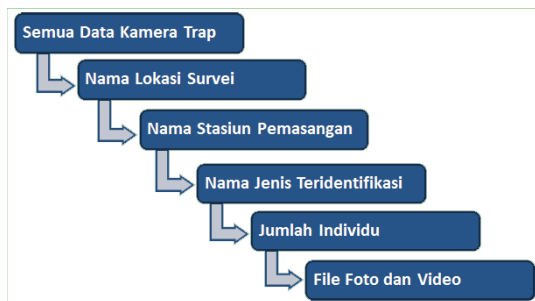 Semua Data Kamera Trap
Nama Lokasi Survei
Nama Stasiun Pemasangan
Nama Jenis Teridentifikasi
Jumlah Individu
File Foto dan Video